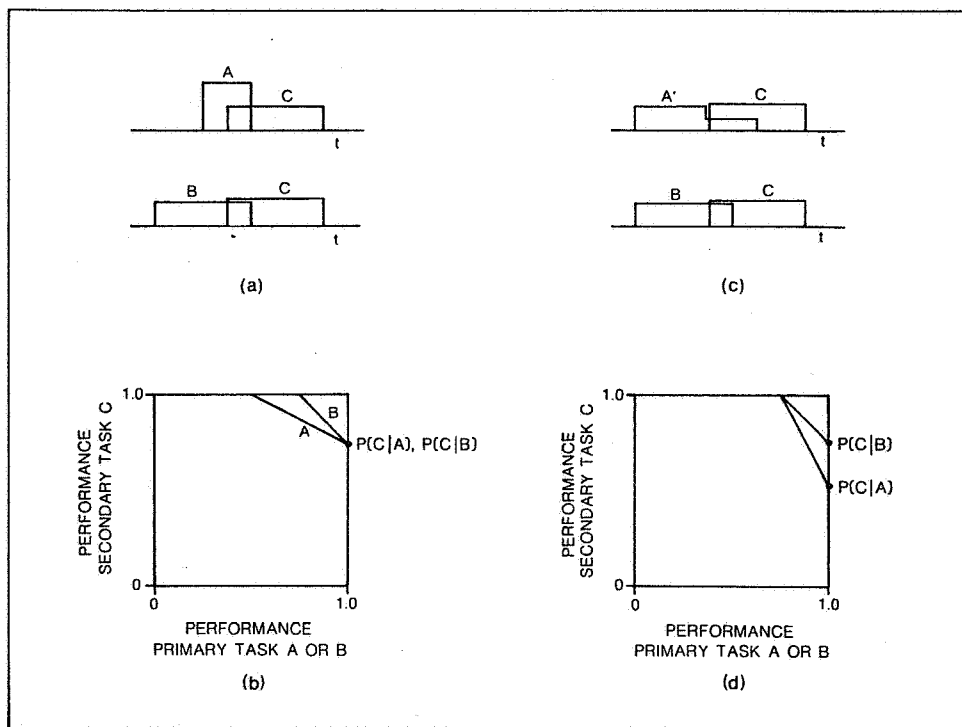 A
C
t
B
C
t
(a)
A'
C
t
B
C
t
(c)
1.0
PERFORMANCE
SECONDARY TASK C
B
A
P(C|A), P(C|B)
0
0
1.0
PERFORMANCE
PRIMARY TASK A OR B
(b)
1.0
PERFORMANCE
SECONDARY TASK C
P(C|B)
P(C|A)
0
0
1.0
PERFORMANCE
PRIMARY TASK A OR B
(d)